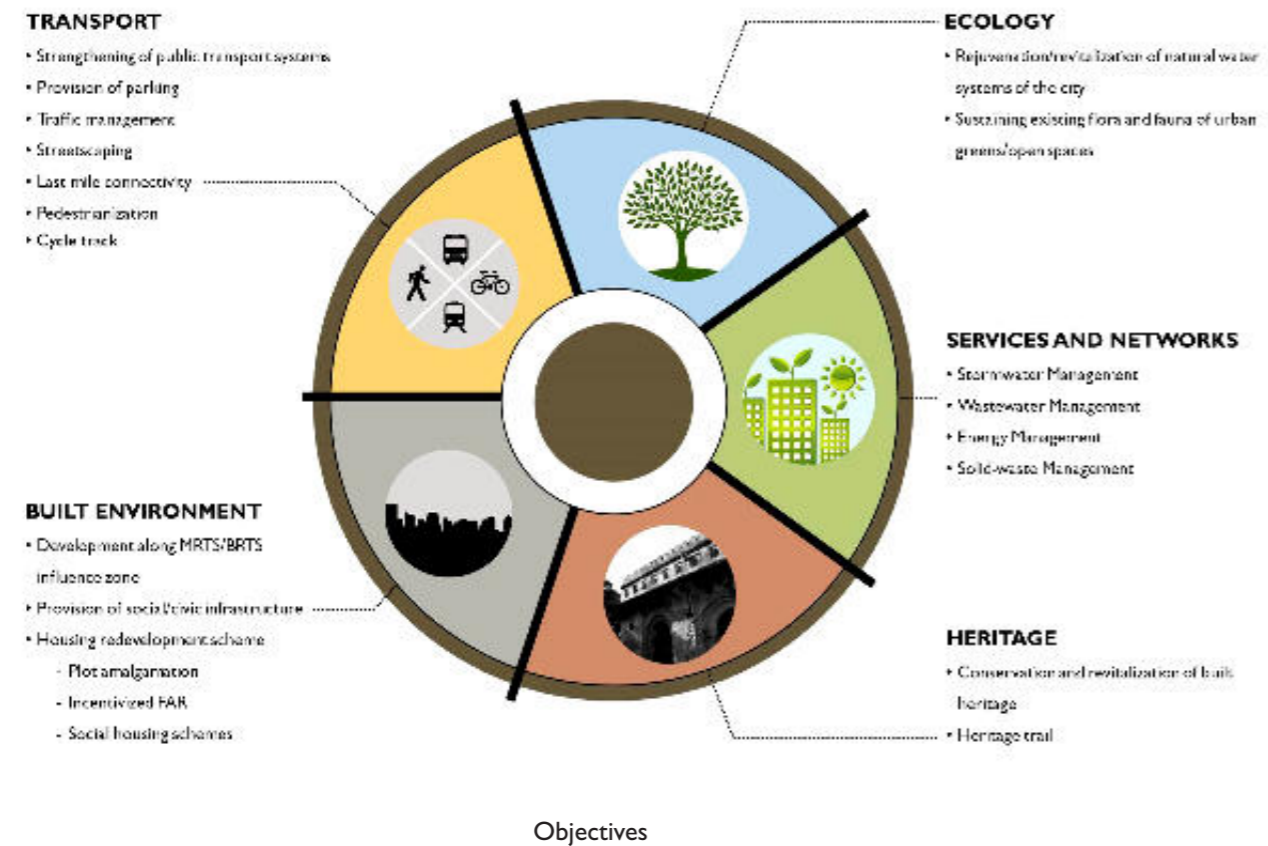 TRANSPORT
• Strengthening of public transport systems
• Provision of parking
• Traffic management
• Streetscaping
• Last mile connectivity
• Pedestrianization
• Cycle track
ECOLOGY
• Rejuvenation/revitalization of natural water
systems of the city
• Sustaining existing flora and fauna of urban
greens/open spaces
SERVICES AND NETWORKS
• Stormwater Management
• Wastewater Management
• Energy Management
• Solid-waste Management
BUILT ENVIRONMENT
• Development along MRTS/BRTS
influence zone
• Provision of social/civic infrastructure
• Housing redevelopment scheme
- Plot amalgamation
- Incentivized FAR
- Social housing schemes
HERITAGE
• Conservation and revitalization of built
heritage
• Heritage trail
Objectives